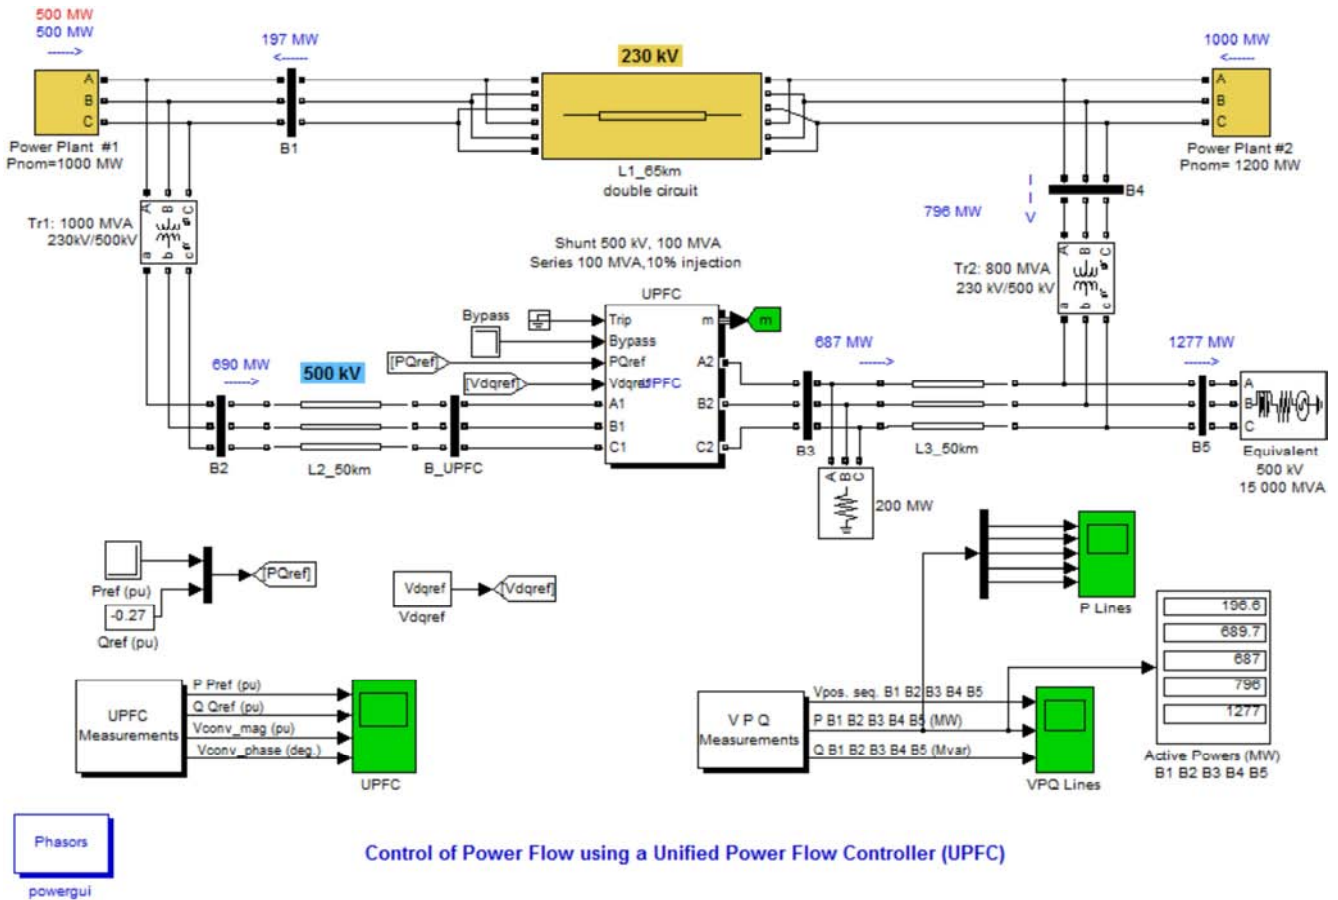 500 MW
500 MW
------>
197 MW
<------
230 kV
1000 MW
<------
A
B
C
A
B
C
Power Plant #1
Pnom=1000 MW
B1
L1_65km
double circuit
Power Plant #2
Pnom= 1200 MW
B4
796 MW
| | V
Tr1: 1000 MVA
230kV/500kV
A B C
a b c
Shunt 500 kV, 100 MVA
Series 100 MVA,10% injection
Tr2: 800 MVA
230 kV/500 kV
A B C
a b c
UPFC
Bypass
Trip
Bypass
PQref
Vdqref
UPFC
A1
B1
C1
m
A2
B2
C2
m
[PQref]
[Vdqref]
690 MW
------>
500 kV
687 MW
------>
1277 MW
------>
B2
L2_50km
B_UPFC
B3
L3_50km
B5
A
B
C
Equivalent
500 kV
15 000 MVA
A B C
200 MW
Pref (pu)
-0.27
Qref (pu)
[PQref]
Vdqref
Vdqref
[Vdqref]
P Lines
196.6
689.7
687
796
1277
Active Powers (MW)
B1 B2 B3 B4 B5
UPFC
Measurements
P Pref (pu)
Q Qref (pu)
Vconv_mag (pu)
Vconv_phase (deg.)
UPFC
V P Q
Measurements
Vpos. seq. B1 B2 B3 B4 B5
P B1 B2 B3 B4 B5 (MW)
Q B1 B2 B3 B4 B5 (Mvar)
VPQ Lines
Phasors
powergui
Control of Power Flow using a Unified Power Flow Controller (UPFC)